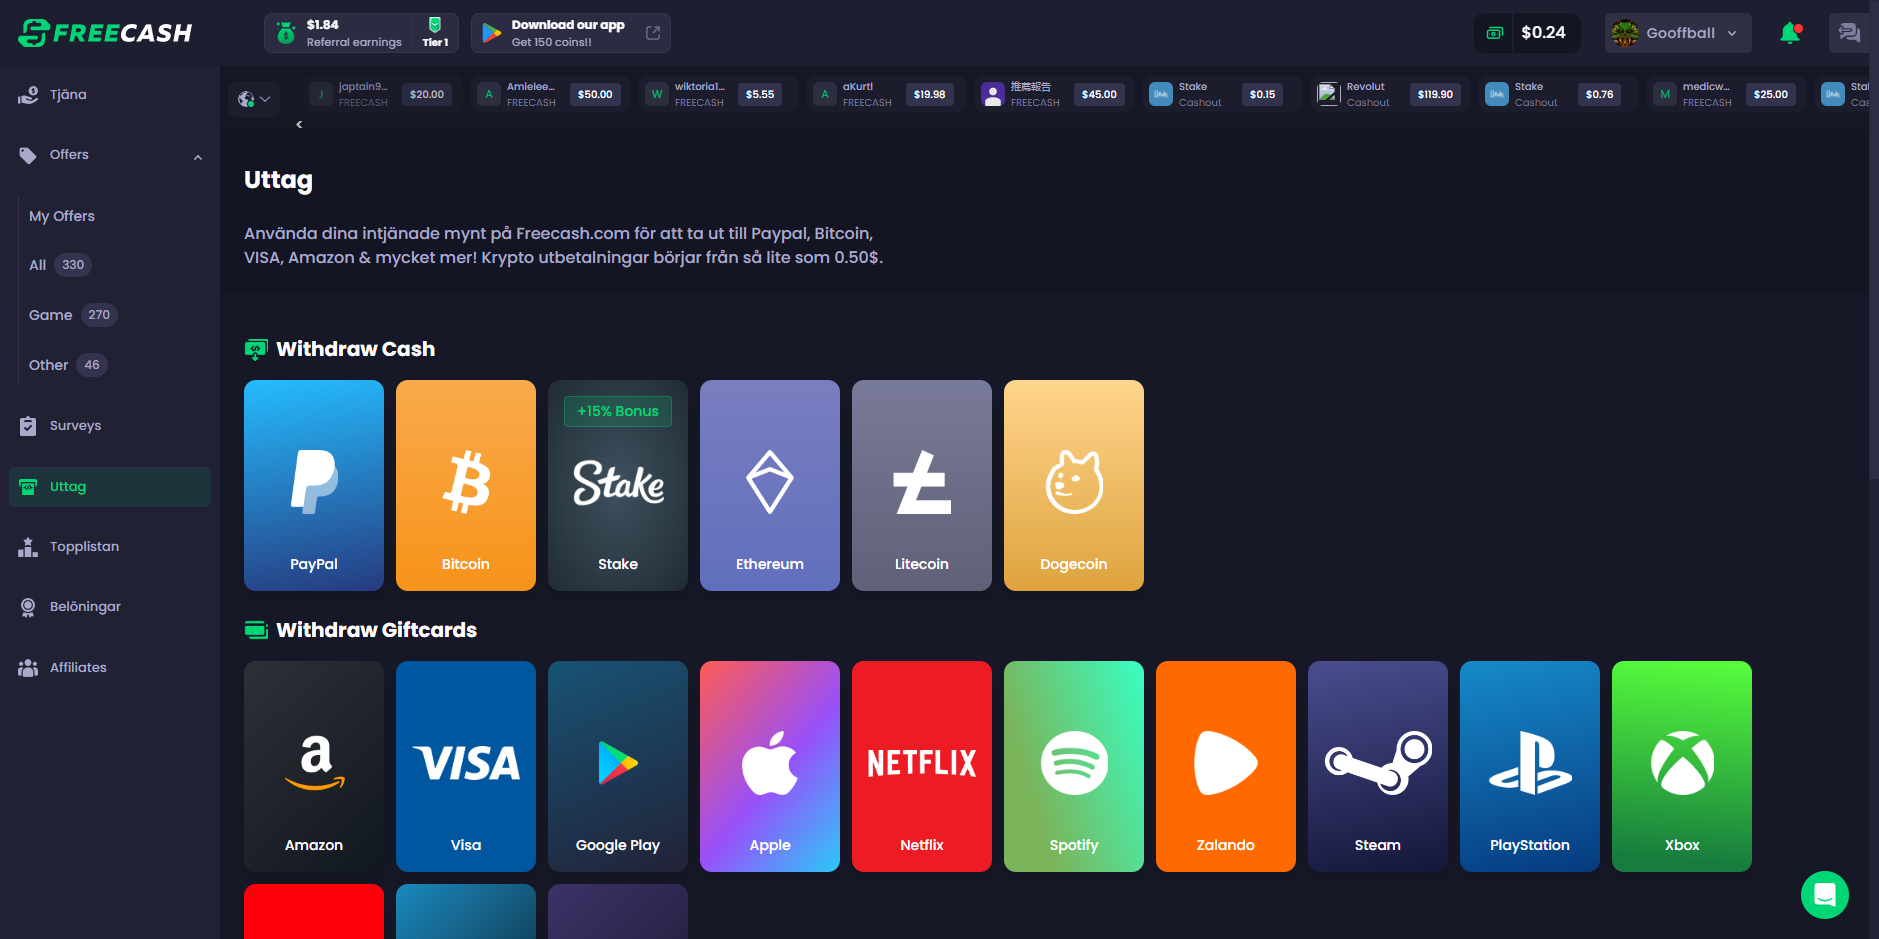 FREECASH
$1.84
Referral earnings
Tier 1
Download our app
Get 150 coins!!
$0.24
Gooffball
Tjäna
Offers
My Offers
All 330
Game 270
Other 46
Surveys
Uttag
Topplistan
Belöningar
Affiliates
J japtain9... FREECASH $20.00
A Amlelee... FREECASH $50.00
W wiktoria1... FREECASH $5.55
A aKurtl FREECASH $19.98
推薦報告 FREECASH $45.00
Stake Stake Cashout $0.15
Revolut Cashout $119.90
Stake Stake Cashout $0.76
M medicw... FREECASH $25.00
Uttag
Använda dina intjänade mynt på Freecash.com för att ta ut till Paypal, Bitcoin,
VISA, Amazon & mycket mer! Krypto utbetalningar börjar från så lite som 0.50$.
Withdraw Cash
PayPal
Bitcoin
+15% Bonus
Stake
Stake
Ethereum
Litecoin
Dogecoin
Withdraw Giftcards
a
Amazon
VISA
Visa
Google Play
Apple
NETFLIX
Netflix
Spotify
Zalando
Steam
PlayStation
Xbox